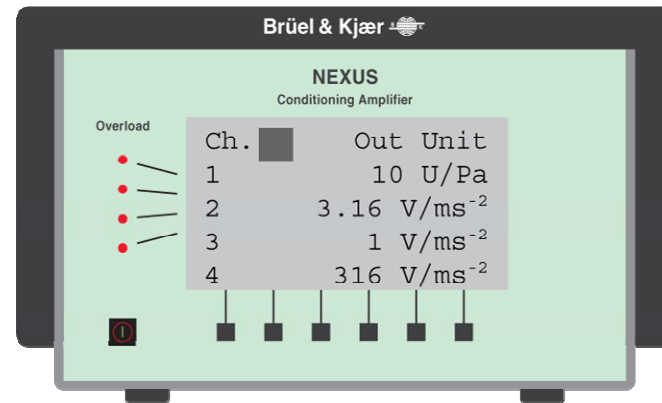 Brüel & Kjær
NEXUS
Conditioning Amplifier
Overload
Ch. Out Unit
1 10 U/Pa
2 3.16 V/ms⁻²
3 1 V/ms⁻²
4 316 V/ms⁻²